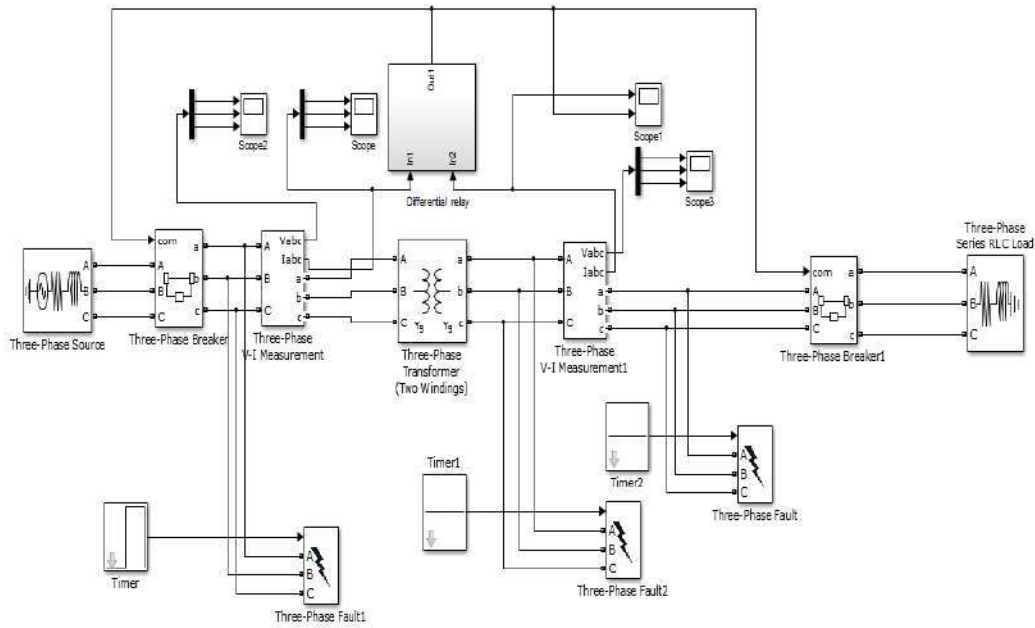 Out1
In1
In2
Differential relay
Scope2
Scope
Scope1
Scope3
A
B
C
Three-Phase Source
com
A
B
C
a
b
c
Three-Phase Breaker
A
B
C
Vabc
Iabc
a
b
c
Three-Phase
V-I Measurement
A
B
C
a
b
c
Yg
Yg
Three-Phase
Transformer
(Two Windings)
A
B
C
Vabc
Iabc
a
b
c
Three-Phase
V-I Measurement1
com
A
B
C
a
b
c
Three-Phase Breaker1
Three-Phase
Series RLC Load
A
B
C
Timer
A
B
C
Three-Phase Fault1
Timer1
A
B
C
Three-Phase Fault2
Timer2
A
B
C
Three-Phase Fault